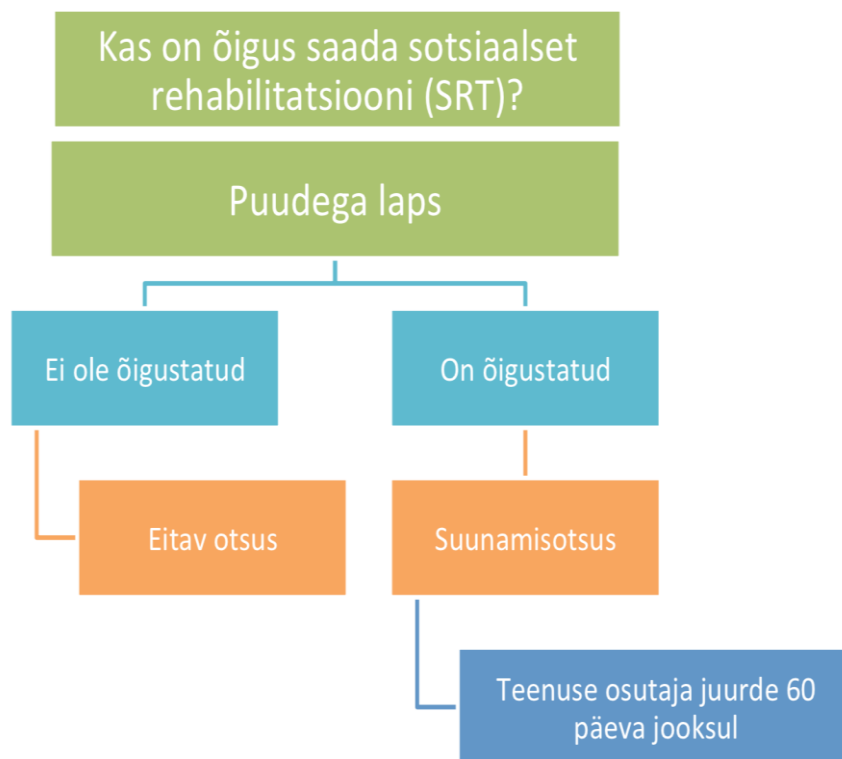 Kas on õigus saada sotsiaalset
rehabilitatsiooni (SRT)?
Puudega laps
Ei ole õigustatud
On õigustatud
Eitav otsus
Suunamisotsus
Teenuse osutaja juurde 60
päeva jooksul